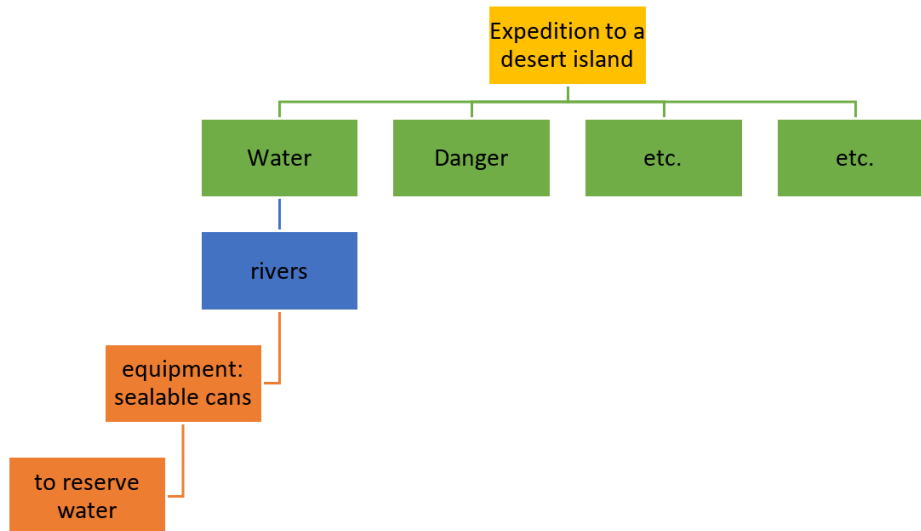 Expedition to a
desert island
Water
Danger
etc.
etc.
rivers
equipment:
sealable cans
to reserve
water